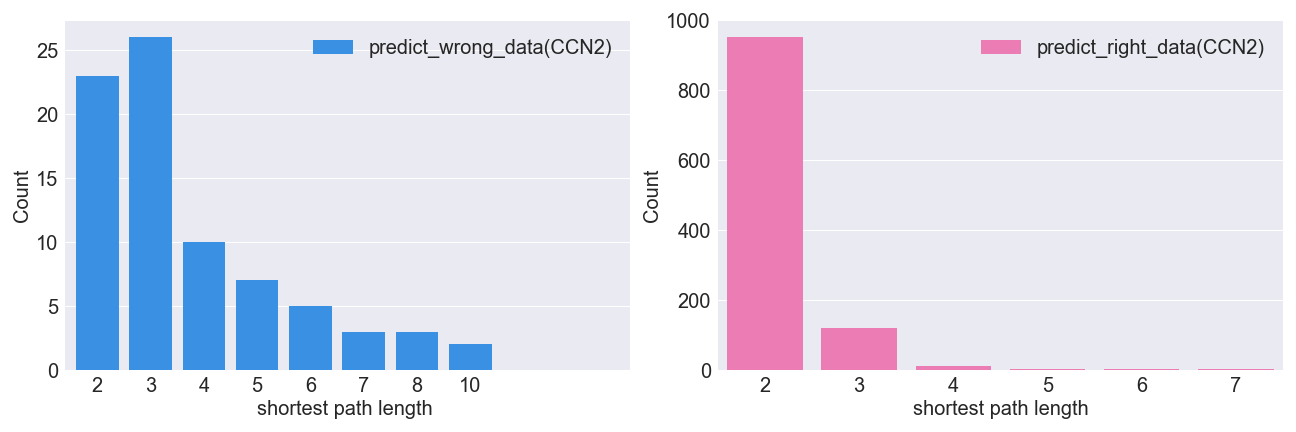 predict_wrong_data(CCN2)
Count
25
20
15
10
5
0
2 3 4 5 6 7 8 10
shortest path length
predict_right_data(CCN2)
Count
1000
800
600
400
200
0
2 3 4 5 6 7
shortest path length